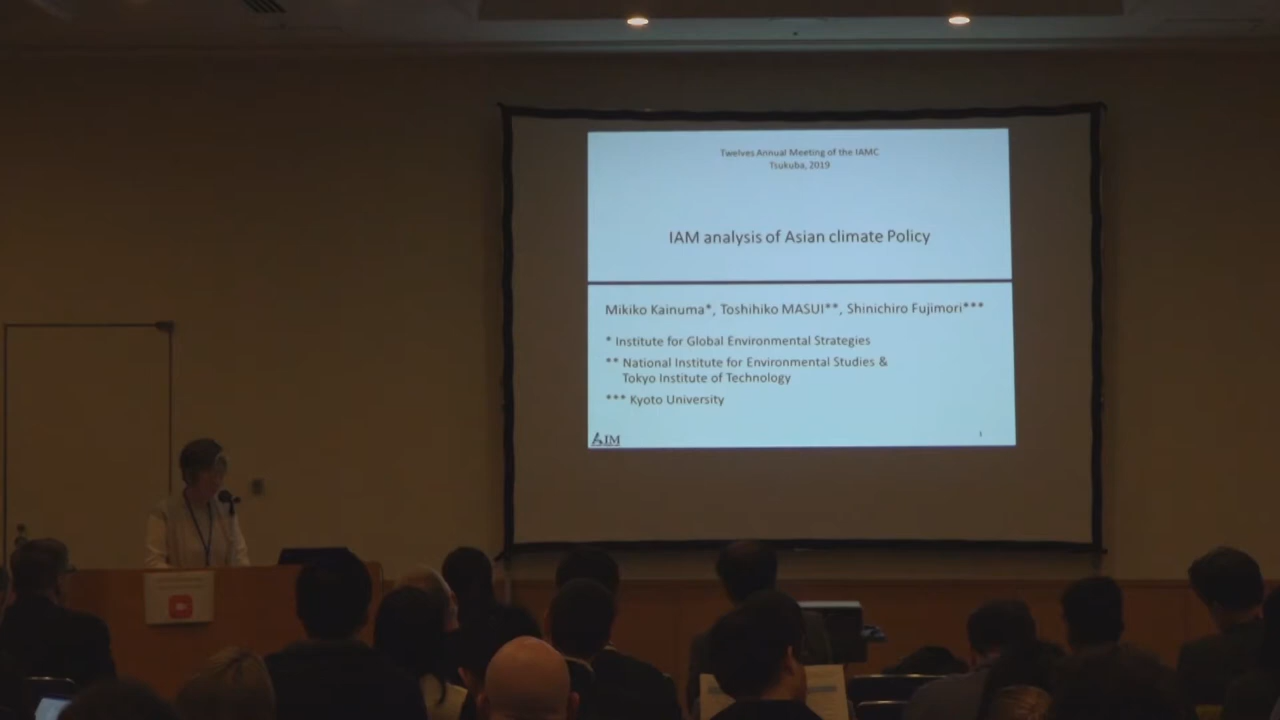 Twelves Annual Meeting of the IAMC
Tsukuba, 2019
IAM analysis of Asian climate Policy
Mikiko Kainuma*, Toshihiko MASUI**, Shinichiro Fujimori***
* Institute for Global Environmental Strategies
** National Institute for Environmental Studies &
Tokyo Institute of Technology
*** Kyoto University
AIM
1